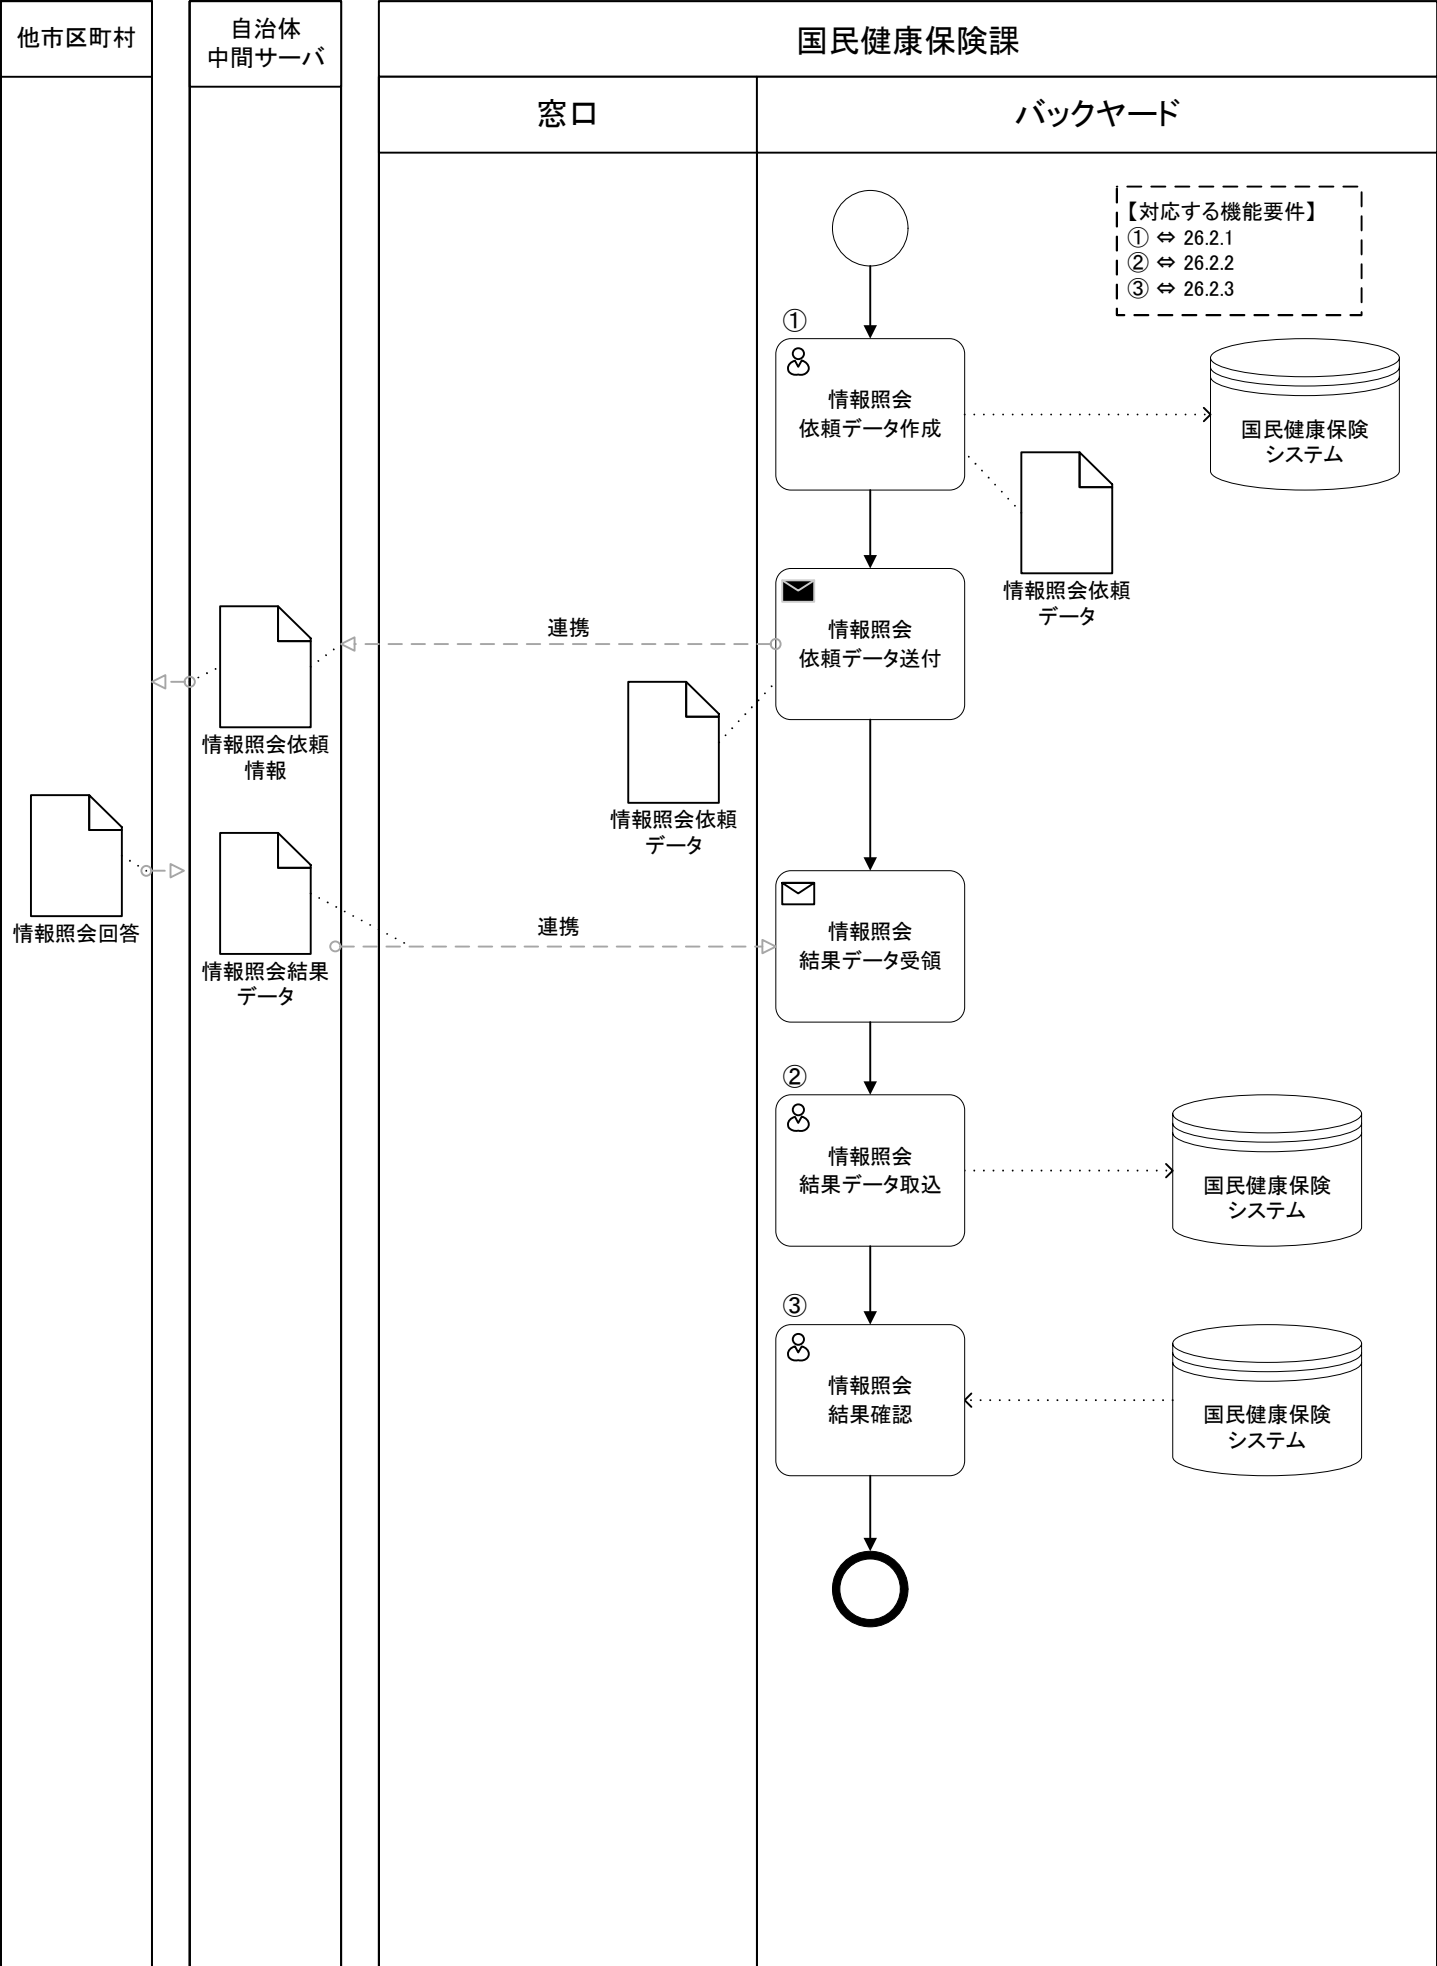 他市区町村
自治体
中間サーバ
国民健康保険課
窓口
バックヤード
【対応する機能要件】
① ⇔ 26.2.1
② ⇔ 26.2.2
③ ⇔ 26.2.3
①
情報照会
依頼データ作成
国民健康保険
システム
情報照会依頼
データ
連携
情報照会
依頼データ送付
情報照会依頼
情報
情報照会依頼
データ
情報照会回答
情報照会結果
データ
連携
情報照会
結果データ受領
②
情報照会
結果データ取込
国民健康保険
システム
③
情報照会
結果確認
国民健康保険
システム